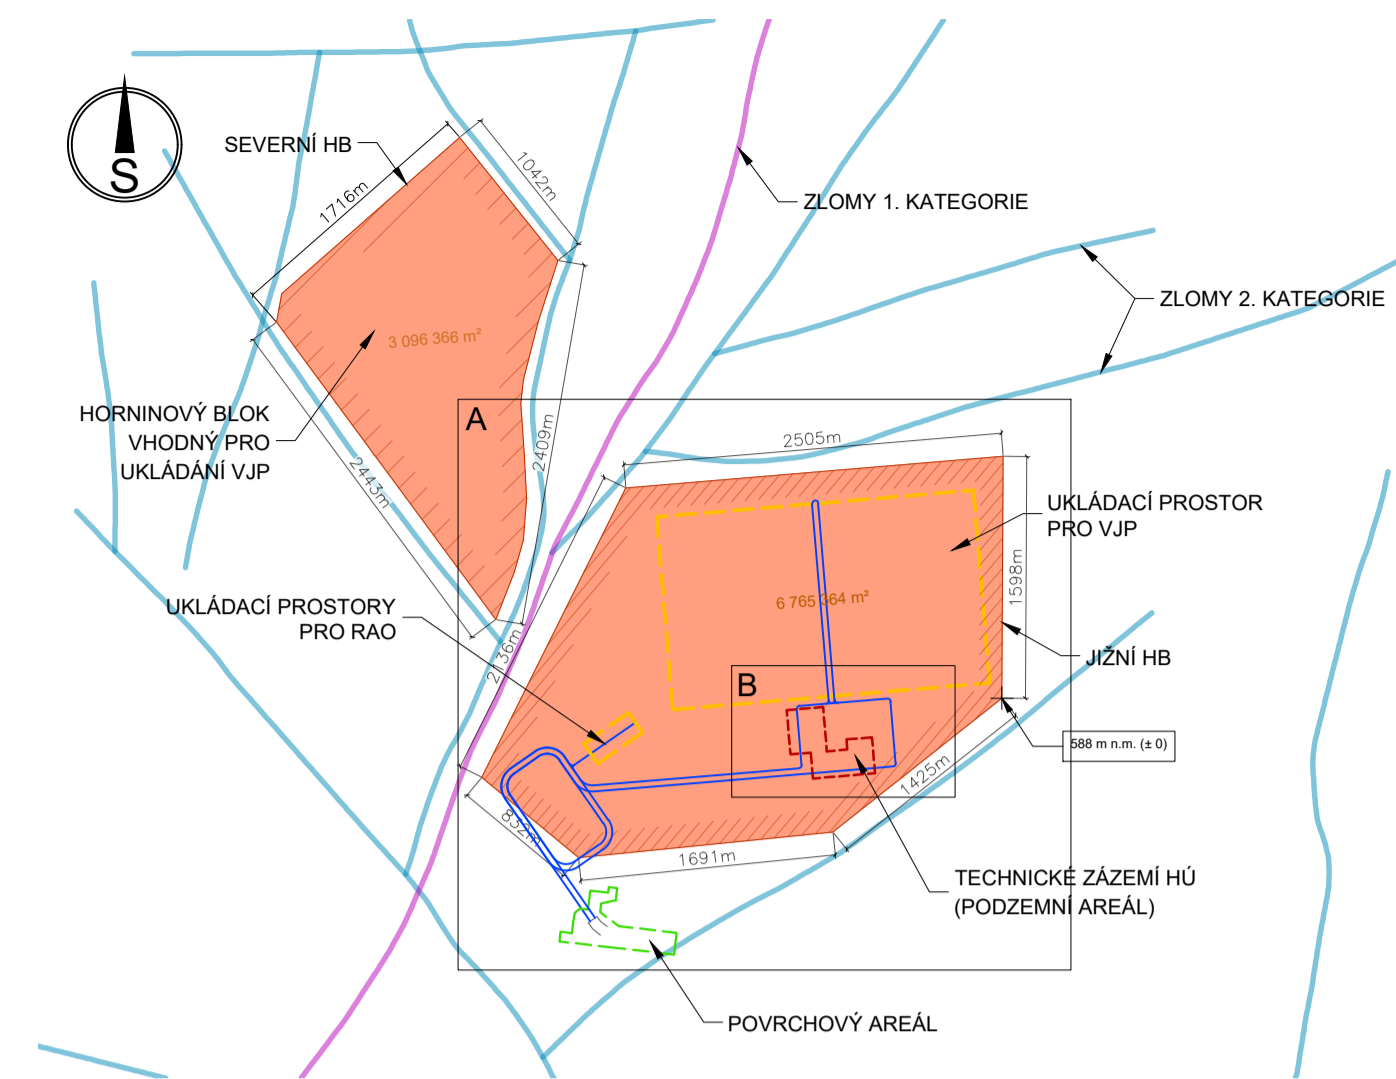 S
SEVERNÍ HB
1716m
1042m
ZLOMY 1. KATEGORIE
ZLOMY 2. KATEGORIE
3 096 366 m²
HORNINOVÝ BLOK
VHODNÝ PRO
UKLÁDÁNÍ VJP
2443m
2409m
A
2505m
UKLÁDACÍ PROSTOR
PRO VJP
1598m
6 765 364 m²
UKLÁDACÍ PROSTORY
PRO RAO
2136m
JIŽNÍ HB
B
588 m n.m. (± 0)
1425m
832m
1691m
TECHNICKÉ ZÁZEMÍ HÚ
(PODZEMNÍ AREÁL)
POVRCHOVÝ AREÁL